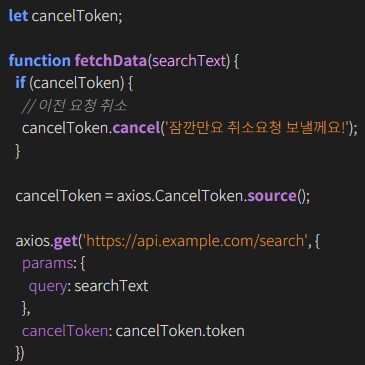 let cancelToken;
function fetchData(searchText) {
if (cancelToken) {
// 이전 요청 취소
cancelToken.cancel('잠깐만요 취소요청 보낼께요!');
}
cancelToken = axios.CancelToken.source();
axios.get('https://api.example.com/search', {
params: {
query: searchText
},
cancelToken: cancelToken.token
})